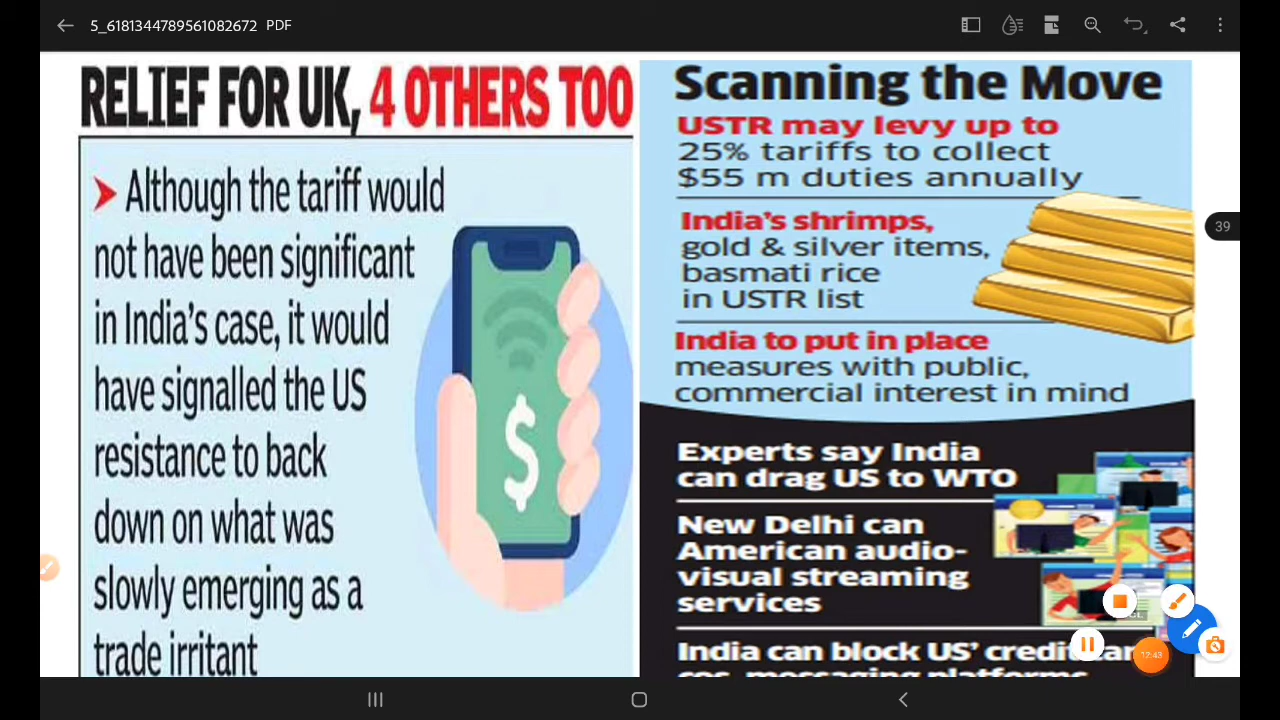 5_6181344789561082672 PDF
RELIEF FOR UK, 4 OTHERS TOO
Although the tariff would
not have been significant
in India's case, it would
have signalled the US
resistance to back
down on what was
slowly emerging as a
trade irritant
$
Scanning the Move
USTR may levy up to
25% tariffs to collect
$55 m duties annually
India's shrimps,
gold & silver items,
basmati rice
in USTR list
India to put in place
measures with public,
commercial interest in mind
Experts say India
can drag US to WTO
New Delhi can
American audio-
visual streaming
services
India can block US' credit
messaging platforms
39
12:43